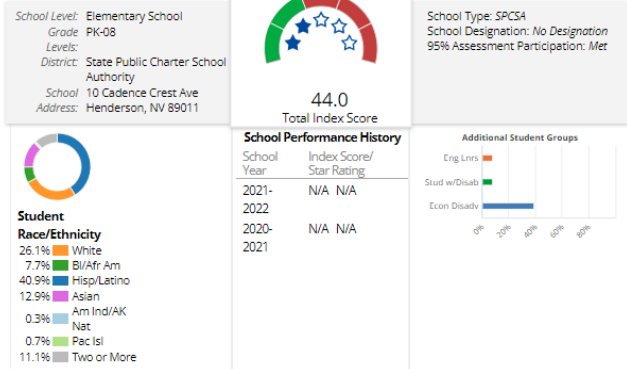 School Level: Elementary School
Grade Levels: PK-08
District: State Public Charter School Authority
School Address: 10 Cadence Crest Ave
Henderson, NV 89011
44.0
Total Index Score
School Type: SPCSA
School Designation: No Designation
95% Assessment Participation: Met
Student
Race/Ethnicity
26.1% White
7.7% Bl/Afr Am
40.9% Hisp/Latino
12.9% Asian
0.3% Am Ind/AK Nat
0.7% Pac Isl
11.1% Two or More
School Performance History
School Year Index Score/ Star Rating
2021-2022 N/A N/A
2020-2021 N/A N/A
Additional Student Groups
Eng Lnrs
Stud w/Disab
Econ Disadv
0% 20% 40% 60% 80%